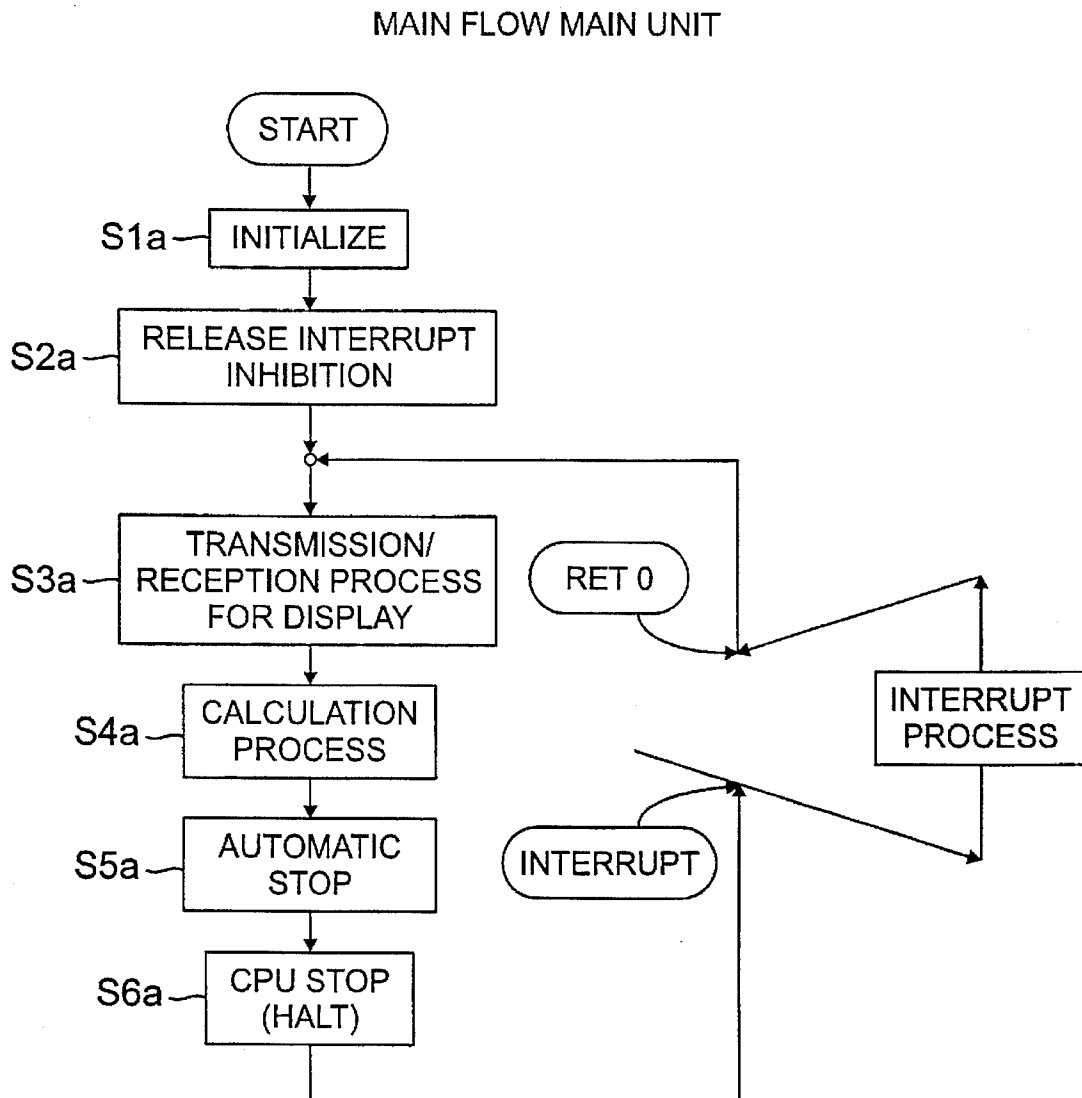 MAIN FLOW MAIN UNIT
START
S1a
INITIALIZE
S2a
RELEASE INTERRUPT
INHIBITION
S3a
TRANSMISSION/
RECEPTION PROCESS
FOR DISPLAY
RET 0
INTERRUPT
PROCESS
S4a
CALCULATION
PROCESS
S5a
AUTOMATIC
STOP
INTERRUPT
S6a
CPU STOP
(HALT)